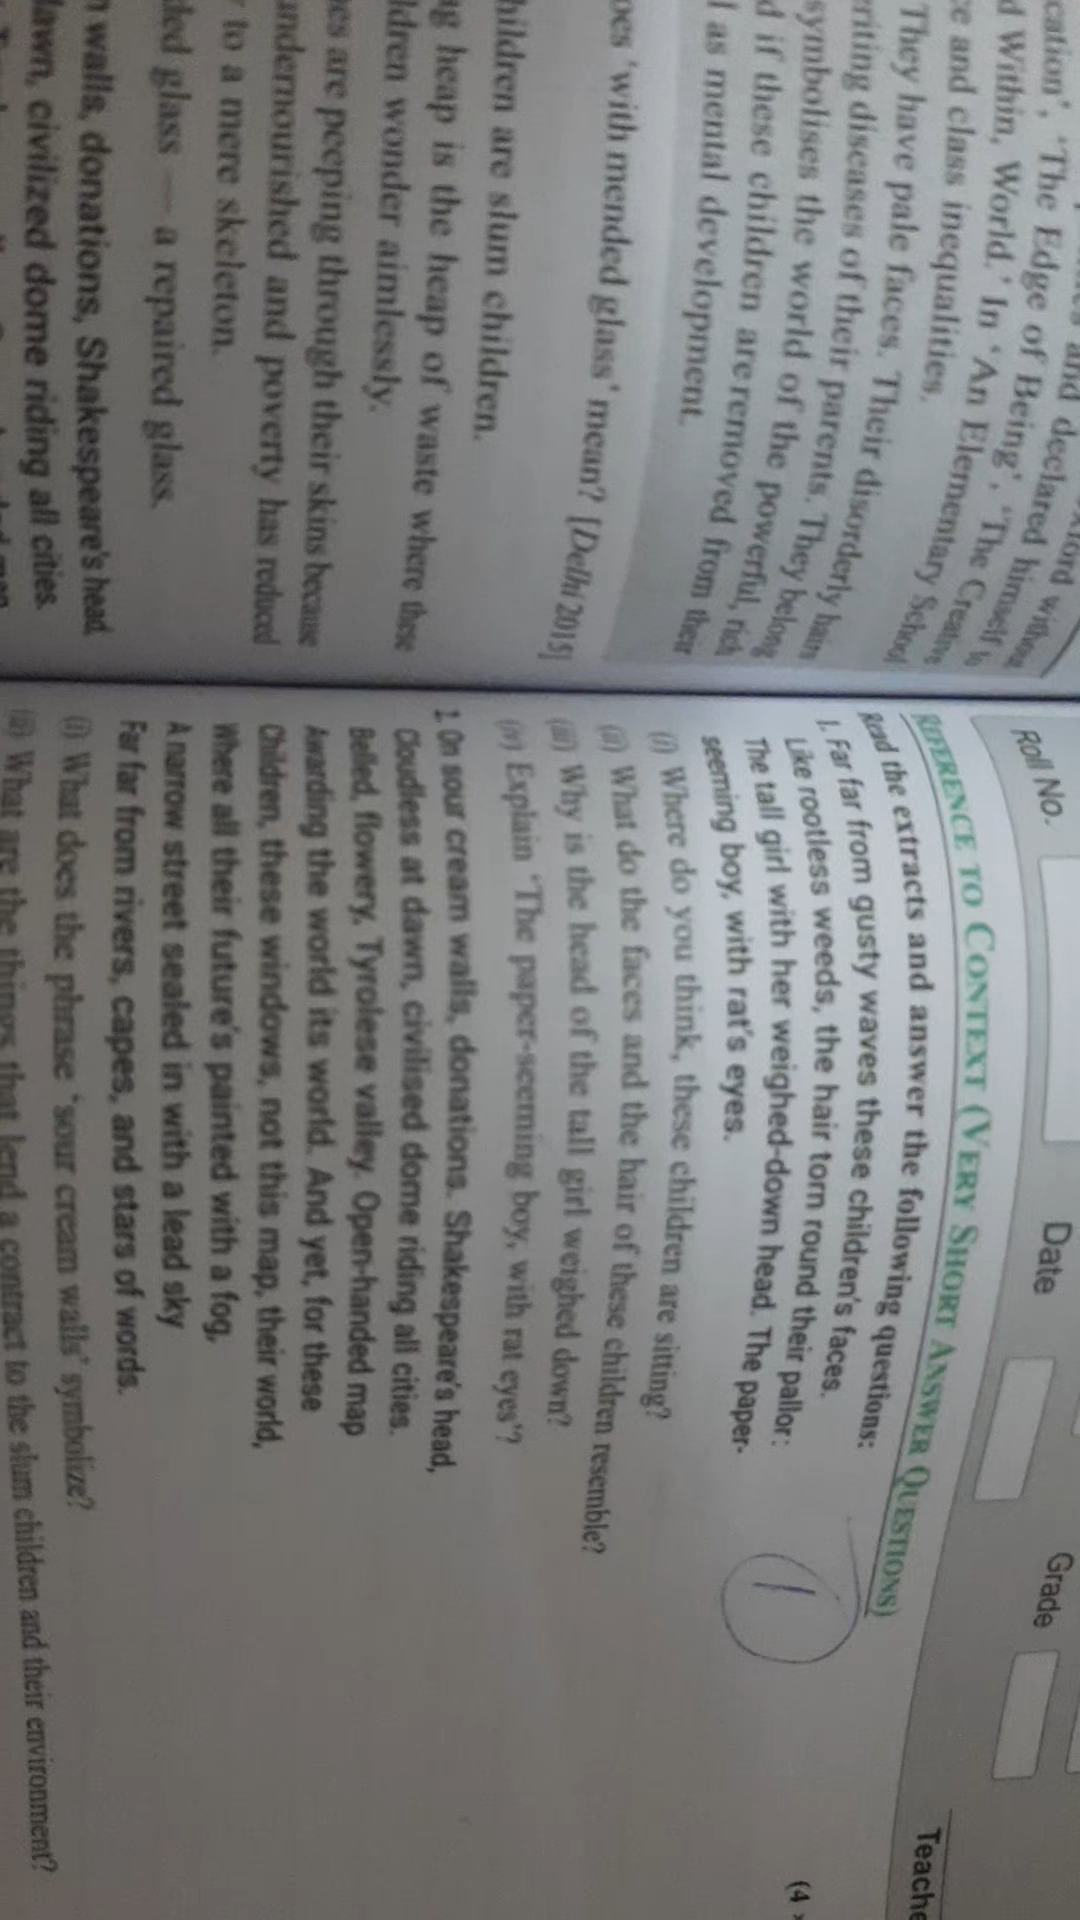 cation', 'The Edge of Being', 'The Creative
d Within, World.' In 'An Elementary School
ce and class inequalities.
They have pale faces. Their disorderly hairs
eriting diseases of their parents. They belong
symbolises the world of the powerful, rich
d if these children are removed from their
l as mental development.
oes 'with mended glass' mean? [Delhi 2015]
hildren are slum children.
ng heap is the heap of waste where these
ldren wonder aimlessly.
es are peeping through their skins because
undernourished and poverty has reduced
to a mere skeleton.
ded glass — a repaired glass.
n walls, donations, Shakespeare's head
dawn, civilized dome riding all cities.
Roll No.
Date
Grade
Teache
REFERENCE TO CONTEXT (VERY SHORT ANSWER QUESTIONS)
Read the extracts and answer the following questions:
(4
1. Far far from gusty waves these children's faces.
Like rootless weeds, the hair torn round their pallor:
The tall girl with her weighed-down head. The paper-
seeming boy, with rat's eyes.
1
(i) Where do you think, these children are sitting?
(ii) What do the faces and the hair of these children resemble?
(iii) Why is the head of the tall girl weighed down?
(iv) Explain 'The paper-seeming boy, with rat eyes'?
2. On sour cream walls, donations. Shakespeare's head,
Cloudless at dawn, civilised dome riding all cities.
Belled, flowery, Tyrolese valley. Open-handed map
Awarding the world its world. And yet, for these
Children, these windows, not this map, their world,
Where all their future's painted with a fog,
A narrow street sealed in with a lead sky
Far far from rivers, capes, and stars of words.
(i) What does the phrase 'sour cream walls' symbolize?
(ii) What are the things that lend a contract to the slum children and their environment?